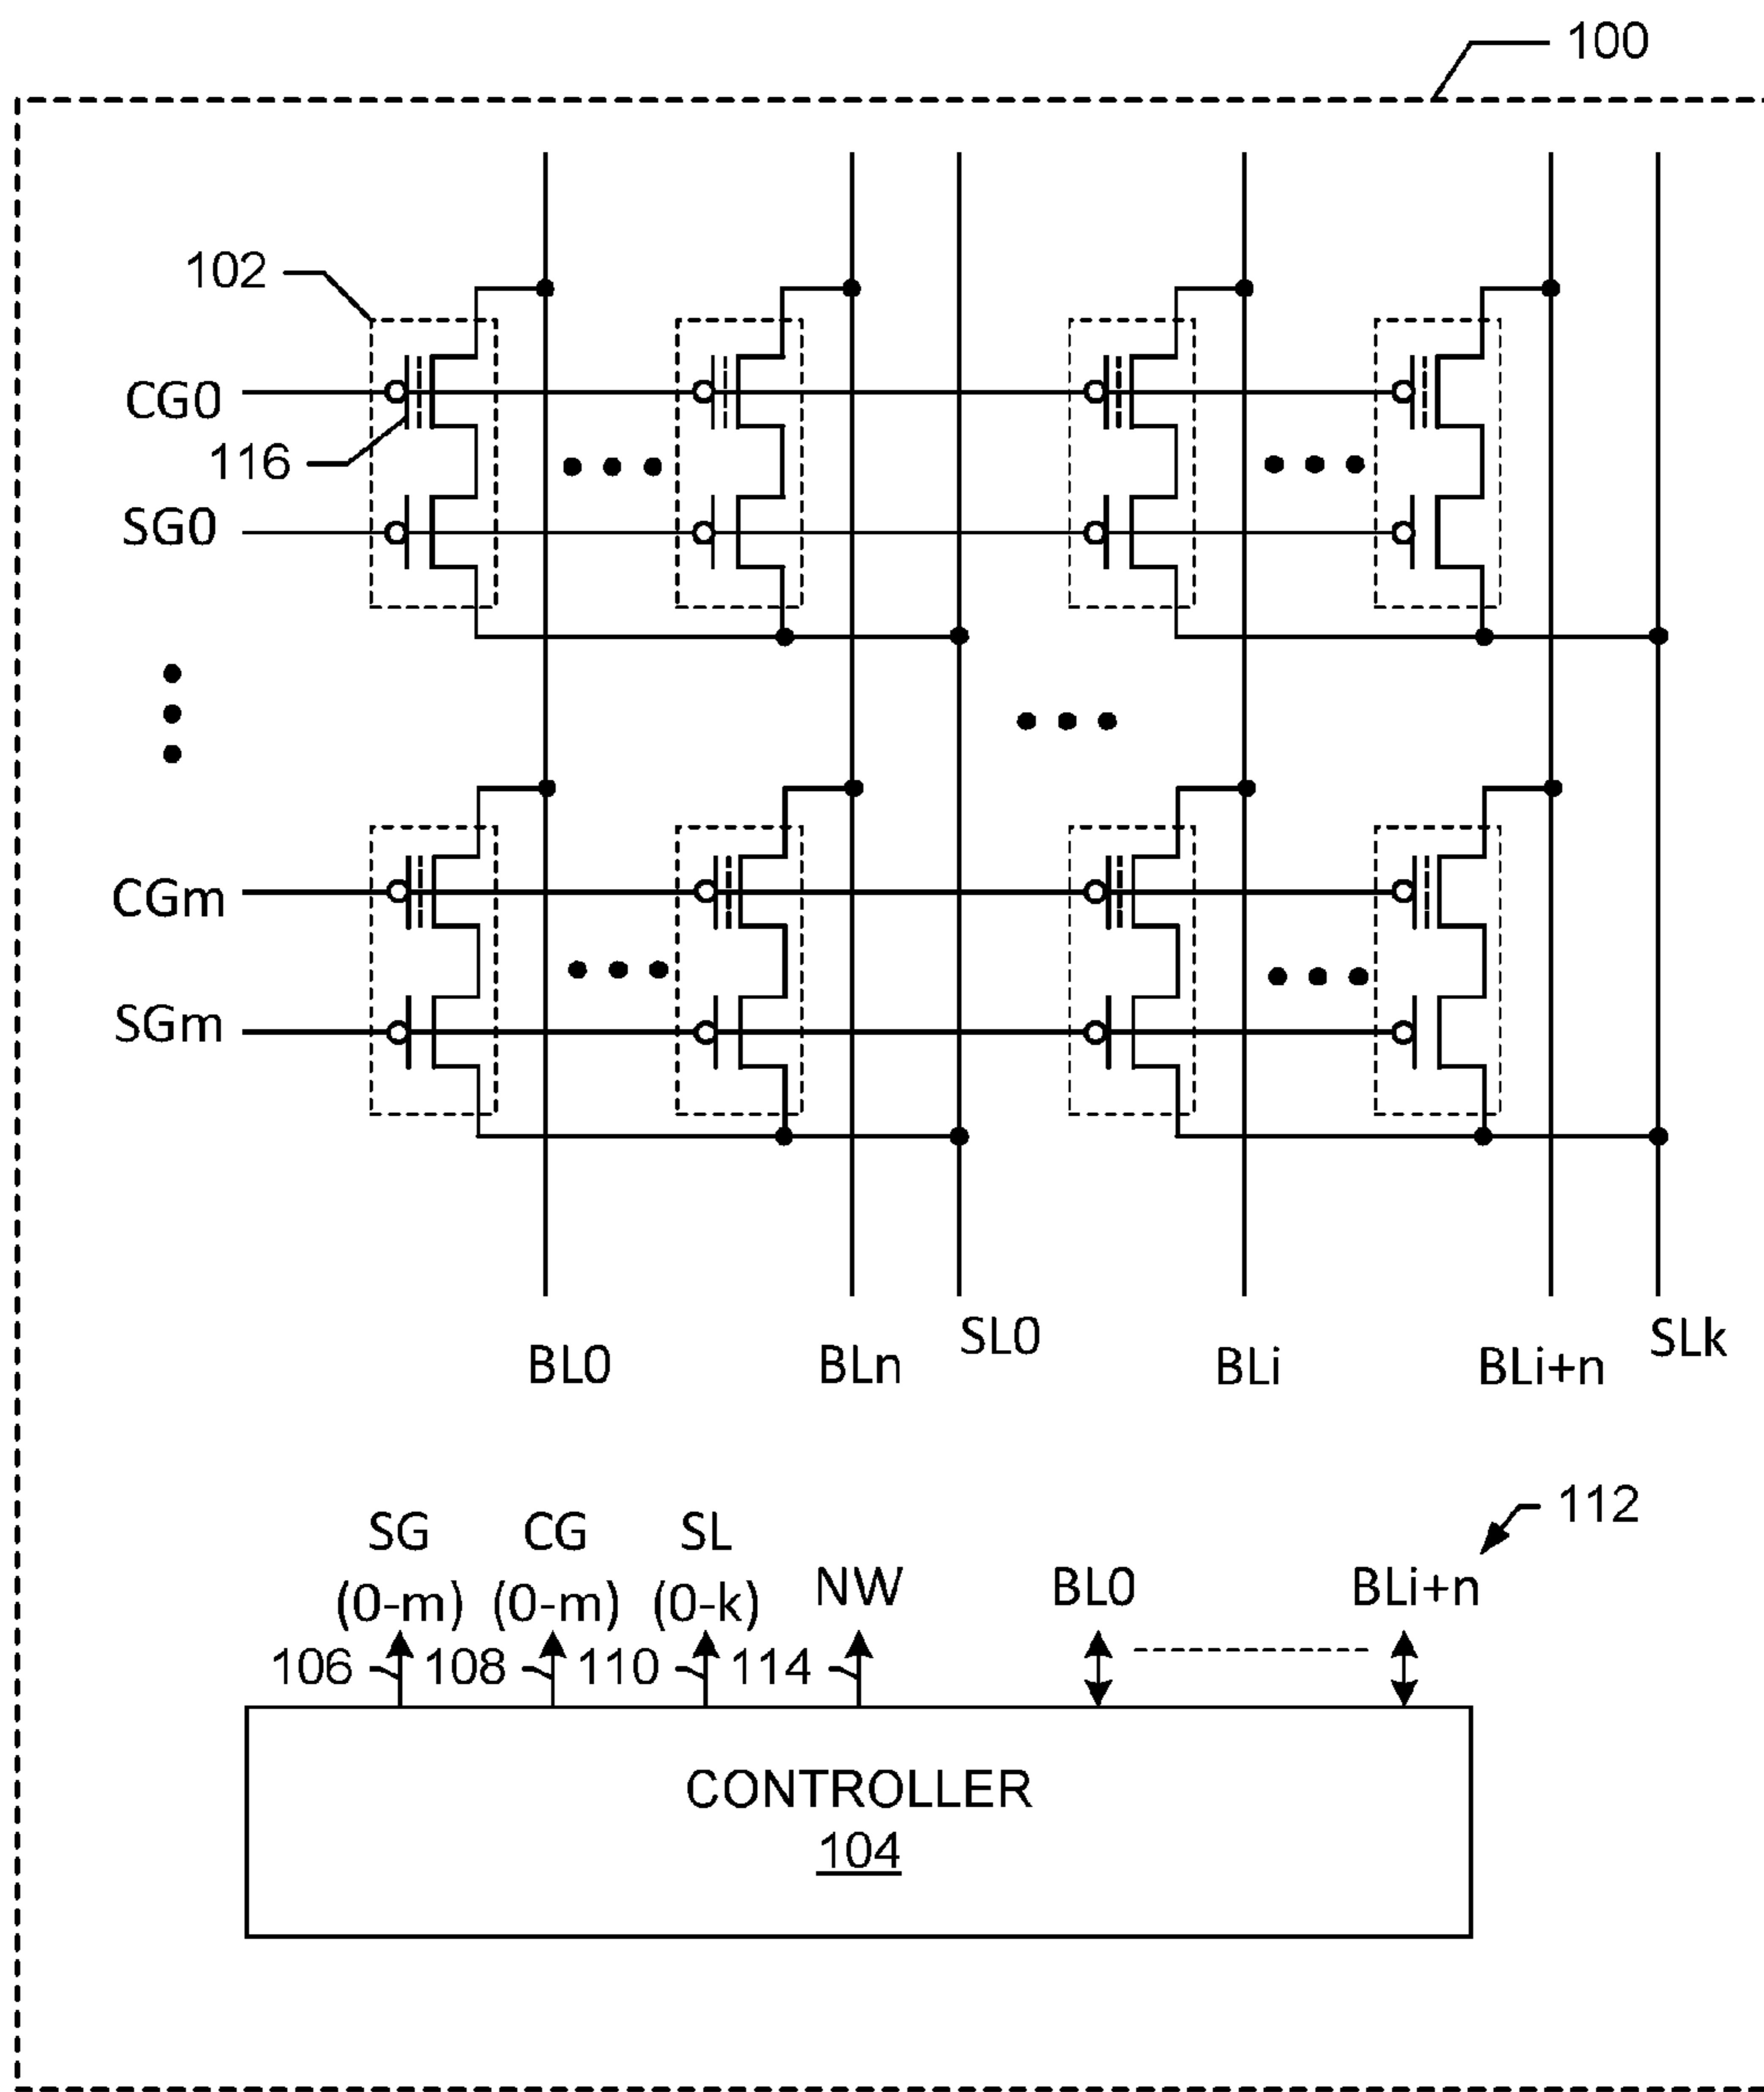 100
102
CG0
116
SG0
CGm
SGm
BL0 BLn SL0 BLi BLi+n SLk
112
SG CG SL NW BL0 BLi+n
(0-m) (0-m) (0-k)
106 108 110 114
CONTROLLER
104